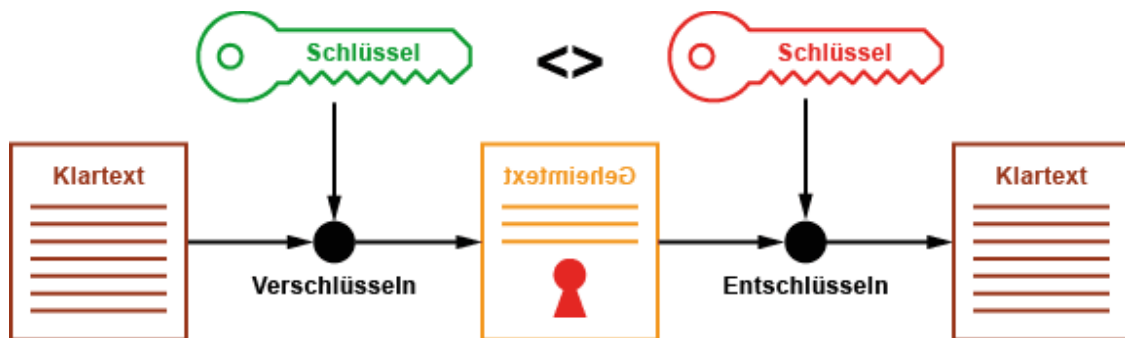 Schlüssel
<>
Schlüssel
Klartext
Geheimtext
Klartext
Verschlüsseln
Entschlüsseln